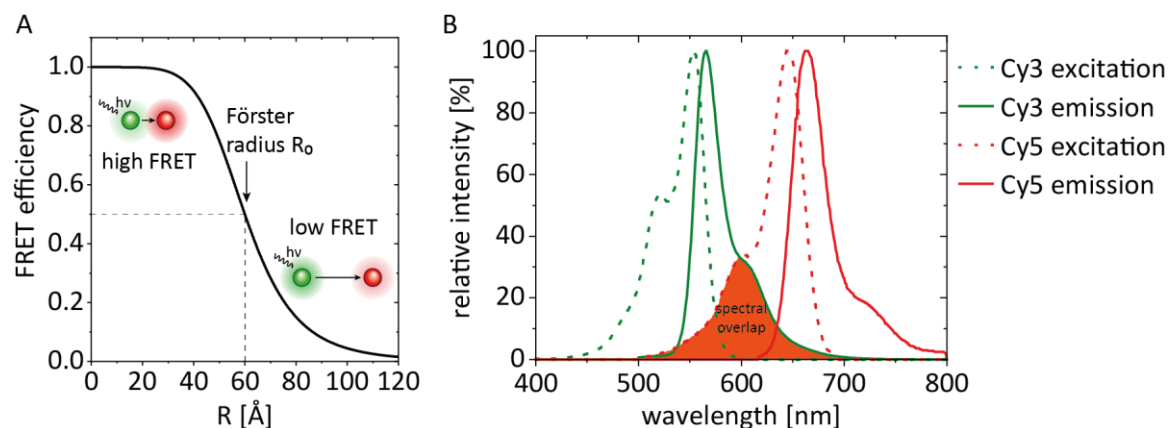 A
FRET efficiency
1.0
0.8
0.6
0.4
0.2
0.0
hν
high FRET
Förster
radius R₀
low FRET
hν
0 20 40 60 80 100 120
R [Å]
B
relative intensity [%]
100
80
60
40
20
0
spectral
overlap
400 500 600 700 800
wavelength [nm]
Cy3 excitation
Cy3 emission
Cy5 excitation
Cy5 emission